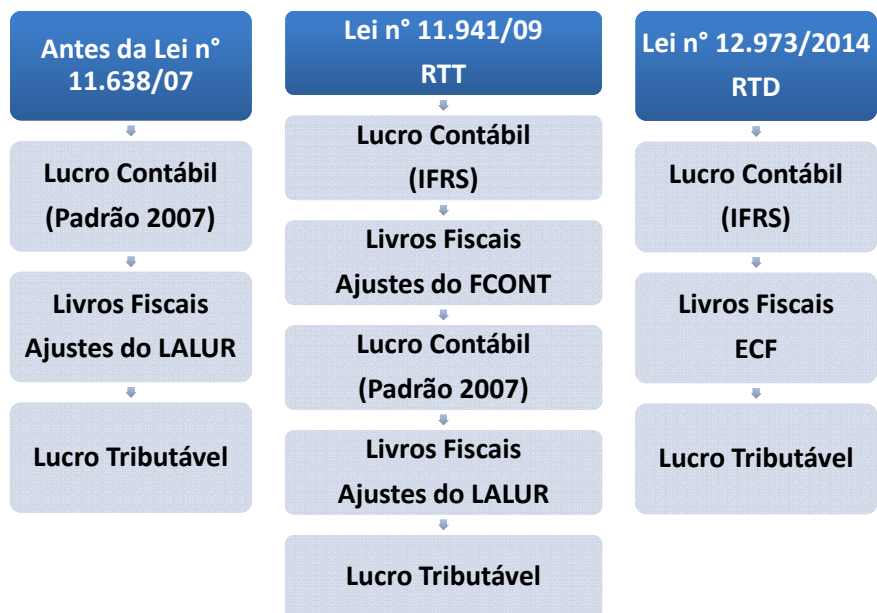 Antes da Lei n°
11.638/07
Lucro Contábil
(Padrão 2007)
Livros Fiscais
Ajustes do LALUR
Lucro Tributável
Lei n° 11.941/09
RTT
Lucro Contábil
(IFRS)
Livros Fiscais
Ajustes do FCONT
Lucro Contábil
(Padrão 2007)
Livros Fiscais
Ajustes do LALUR
Lucro Tributável
Lei n° 12.973/2014
RTD
Lucro Contábil
(IFRS)
Livros Fiscais
ECF
Lucro Tributável